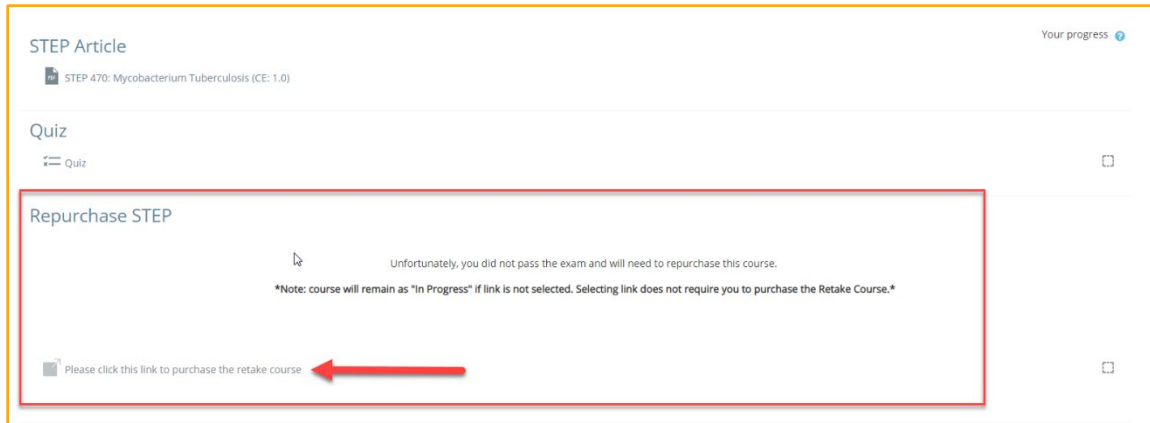 Your progress
STEP Article
STEP 470: Mycobacterium Tuberculosis (CE: 1.0)
Quiz
Quiz
Repurchase STEP
Unfortunately, you did not pass the exam and will need to repurchase this course.
*Note: course will remain as "In Progress" if link is not selected. Selecting link does not require you to purchase the Retake Course.*
Please click this link to purchase the retake course